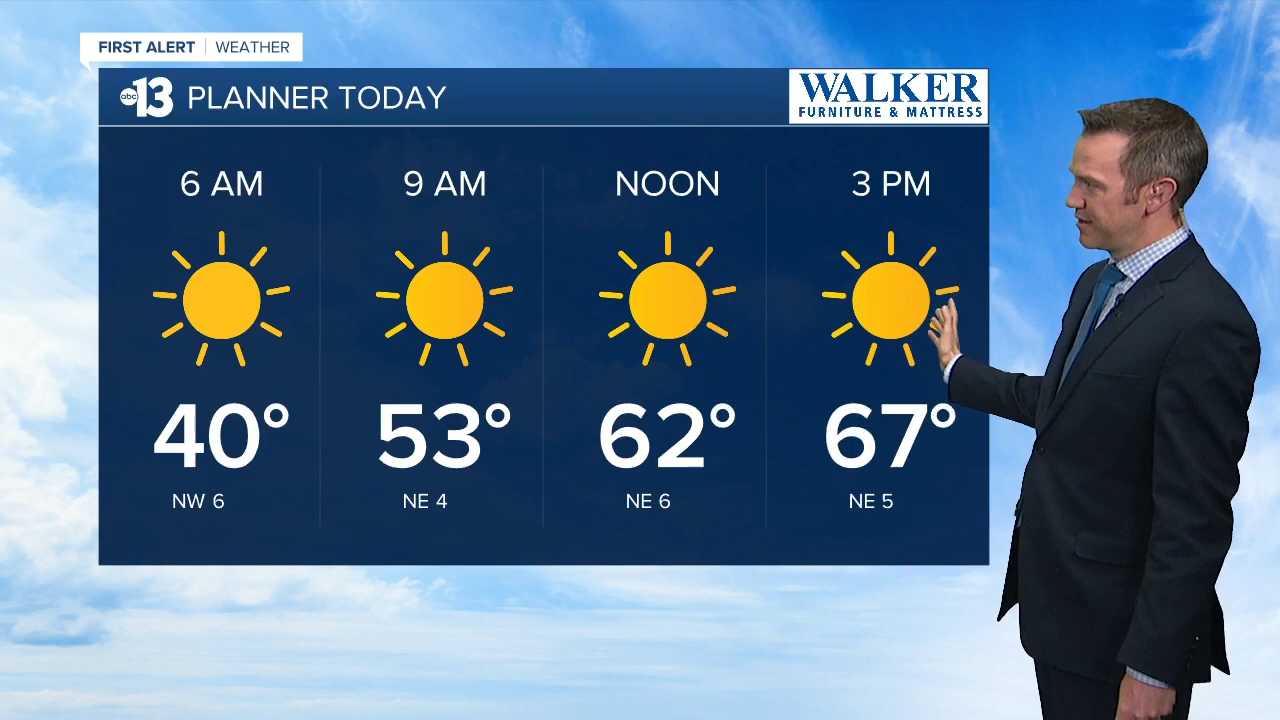 FIRST ALERT | WEATHER
abc 13 PLANNER TODAY
WALKER
FURNITURE & MATTRESS
6 AM 9 AM NOON 3 PM
40° 53° 62° 67°
NW 6 NE 4 NE 6 NE 5